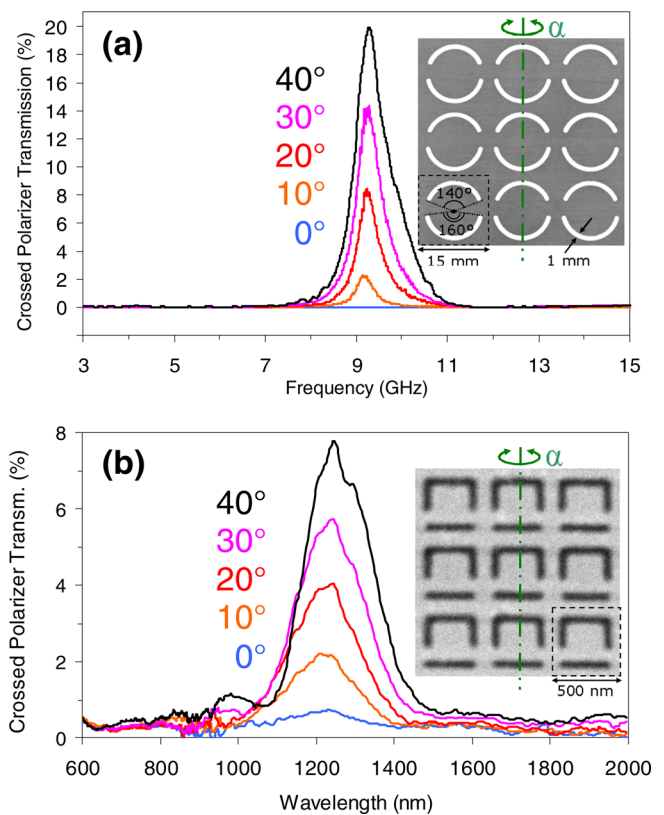 (a)
Crossed Polarizer Transmission (%)
20
18
16
14
12
10
8
6
4
2
0
40°
30°
20°
10°
0°
α
140°
160°
15 mm
1 mm
3 5 7 9 11 13 15
Frequency (GHz)
(b)
Crossed Polarizer Transm. (%)
8
6
4
2
0
40°
30°
20°
10°
0°
α
500 nm
600 800 1000 1200 1400 1600 1800 2000
Wavelength (nm)